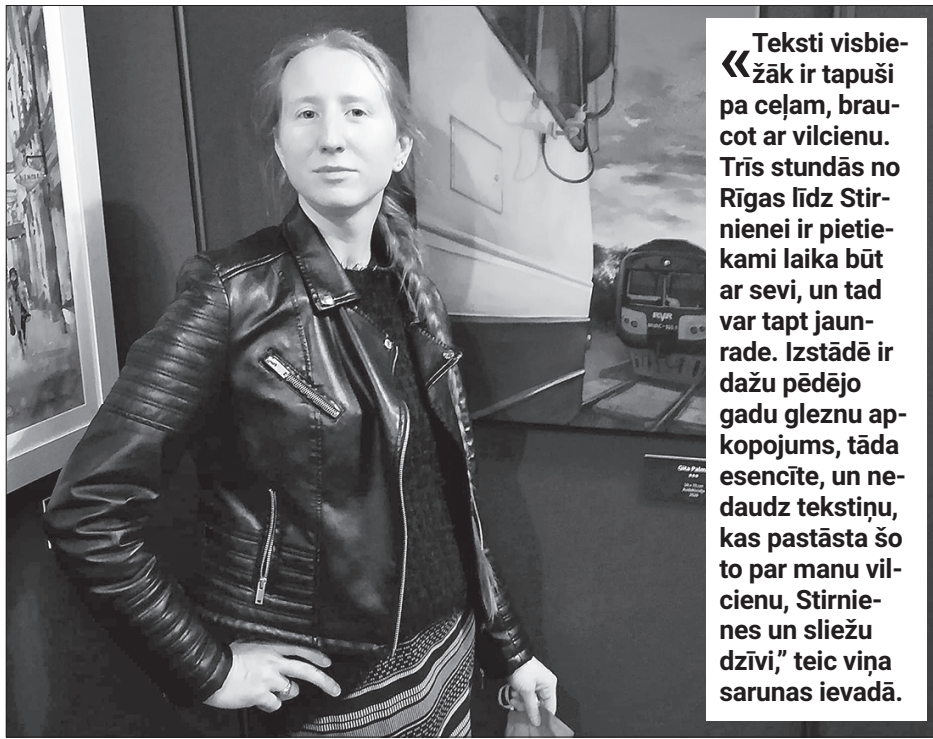 «Teksti visbie-
žāk ir tapuši
pa ceļam, brau-
cot ar vilcienu.
Trīs stundās no
Rīgas līdz Stir-
nienei ir pietie-
kami laika būt
ar sevi, un tad
var tapt jaun-
rade. Izstādē ir
dažu pēdējo
gadu gleznu ap-
kopojums, tāda
esencīte, un ne-
daudz tekstiņu,
kas pastāsta šo
to par manu vil-
cienu, Stirnie-
nes un sliežu
dzīvi,” teic viņa
sarunas ievadā.
Gita Palm